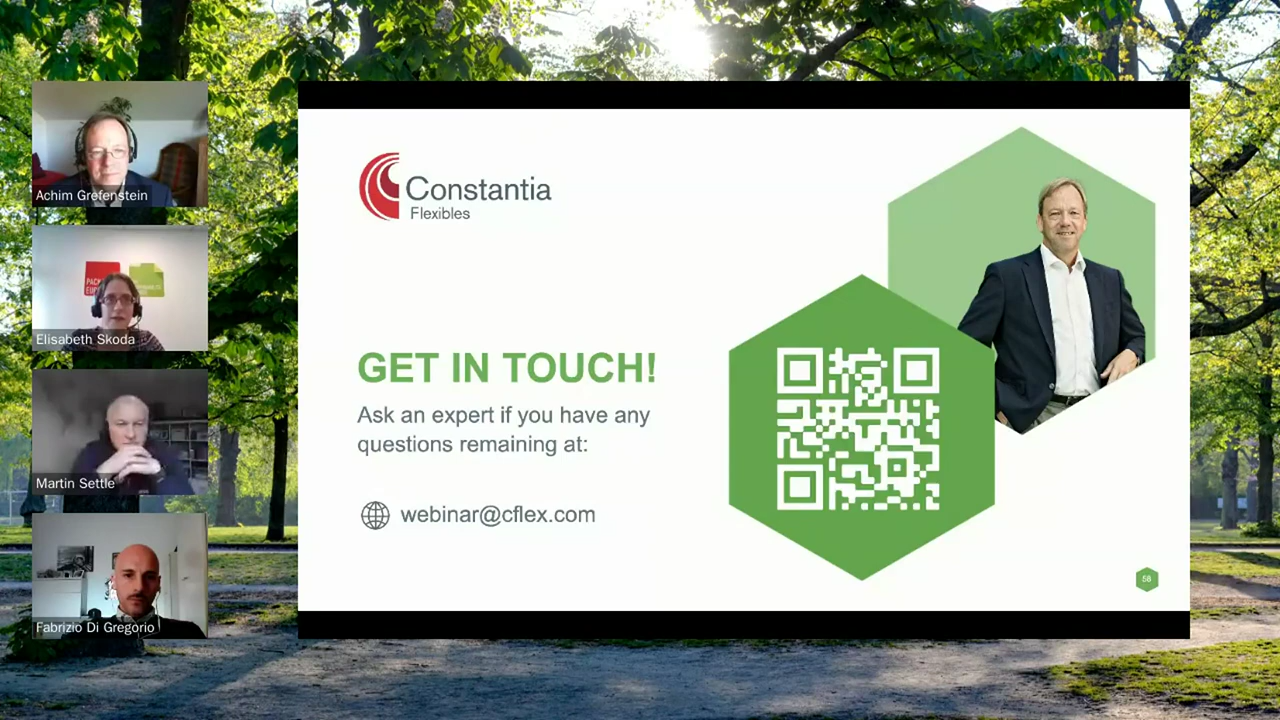 Achim Grefenstein
Elisabeth Skoda
Martin Settle
Fabrizio Di Gregorio
Constantia
Flexibles
GET IN TOUCH!
Ask an expert if you have any
questions remaining at:
webinar@cflex.com
58